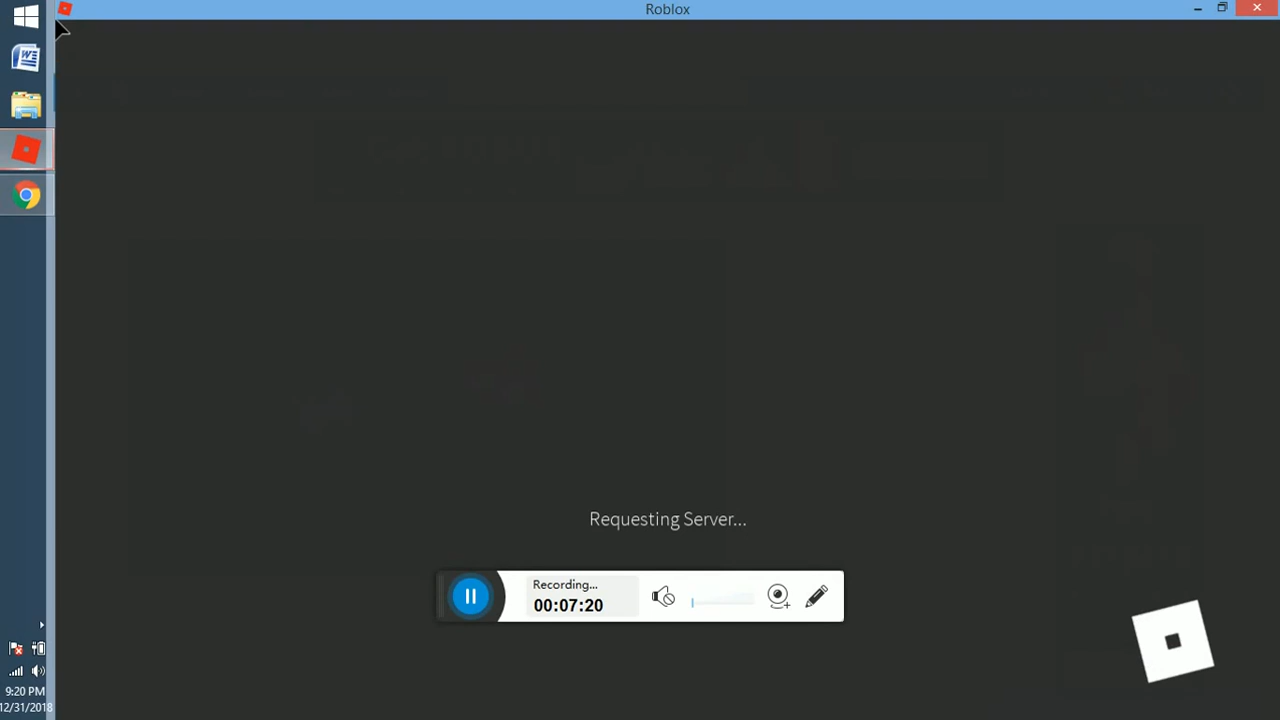 Roblox
Requesting Server...
Recording...
00:07:20
9:20 PM
12/31/2018